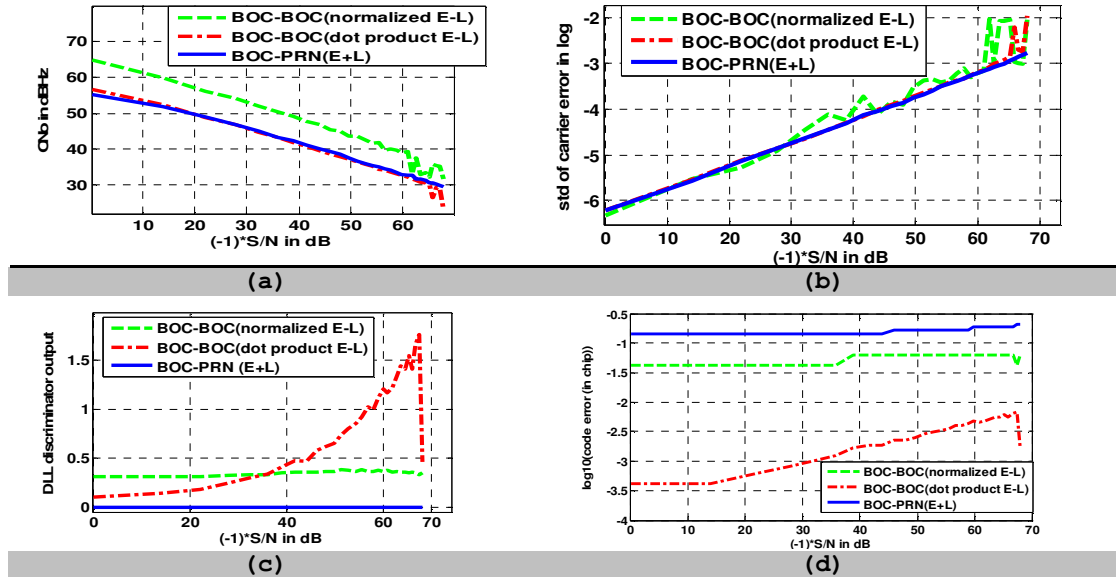 BOC-BOC(normalized E-L)
BOC-BOC(dot product E-L)
BOC-PRN(E+L)
CNo in dBHz
80
70
60
50
40
30
10
20
30
40
50
60
(-1)*S/N in dB
(a)
BOC-BOC(normalized E-L)
BOC-BOC(dot product E-L)
BOC-PRN(E+L)
std of carrier error in log
-2
-3
-4
-5
-6
0
10
20
30
40
50
60
70
(-1)*S/N in dB
(b)
BOC-BOC(normalized E-L)
BOC-BOC(dot product E-L)
BOC-PRN (E+L)
DLL discriminator output
1.5
1
0.5
0
0
20
40
60
70
(-1)*S/N in dB
(c)
log10(code error (in chip))
-0.5
-1
-1.5
-2
-2.5
-3
-3.5
-4
BOC-BOC(normalized E-L)
BOC-BOC(dot product E-L)
BOC-PRN(E+L)
0
10
20
30
40
50
60
70
(-1)*S/N in dB
(d)